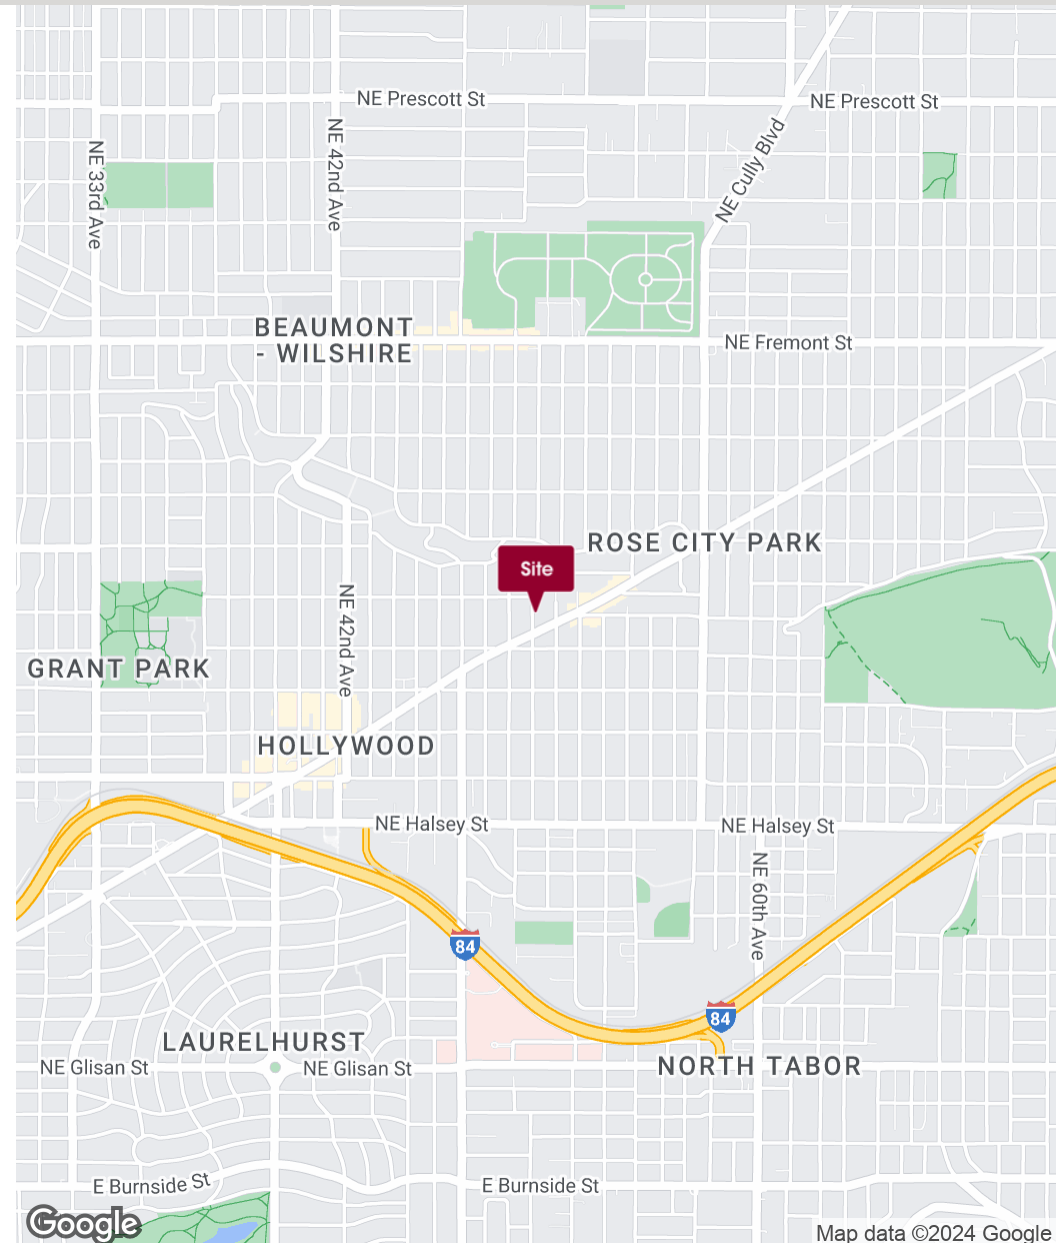 NE Prescott St
NE Prescott St
NE 33rd Ave
NE 42nd Ave
NE Cully Blvd
BEAUMONT
- WILSHIRE
NE Fremont St
ROSE CITY PARK
Site
NE 42nd Ave
GRANT PARK
HOLLYWOOD
NE Halsey St
NE Halsey St
NE 60th Ave
84
84
LAURELHURST
NE Glisan St
NE Glisan St
NORTH TABOR
E Burnside St
E Burnside St
Google
Map data ©2024 Google